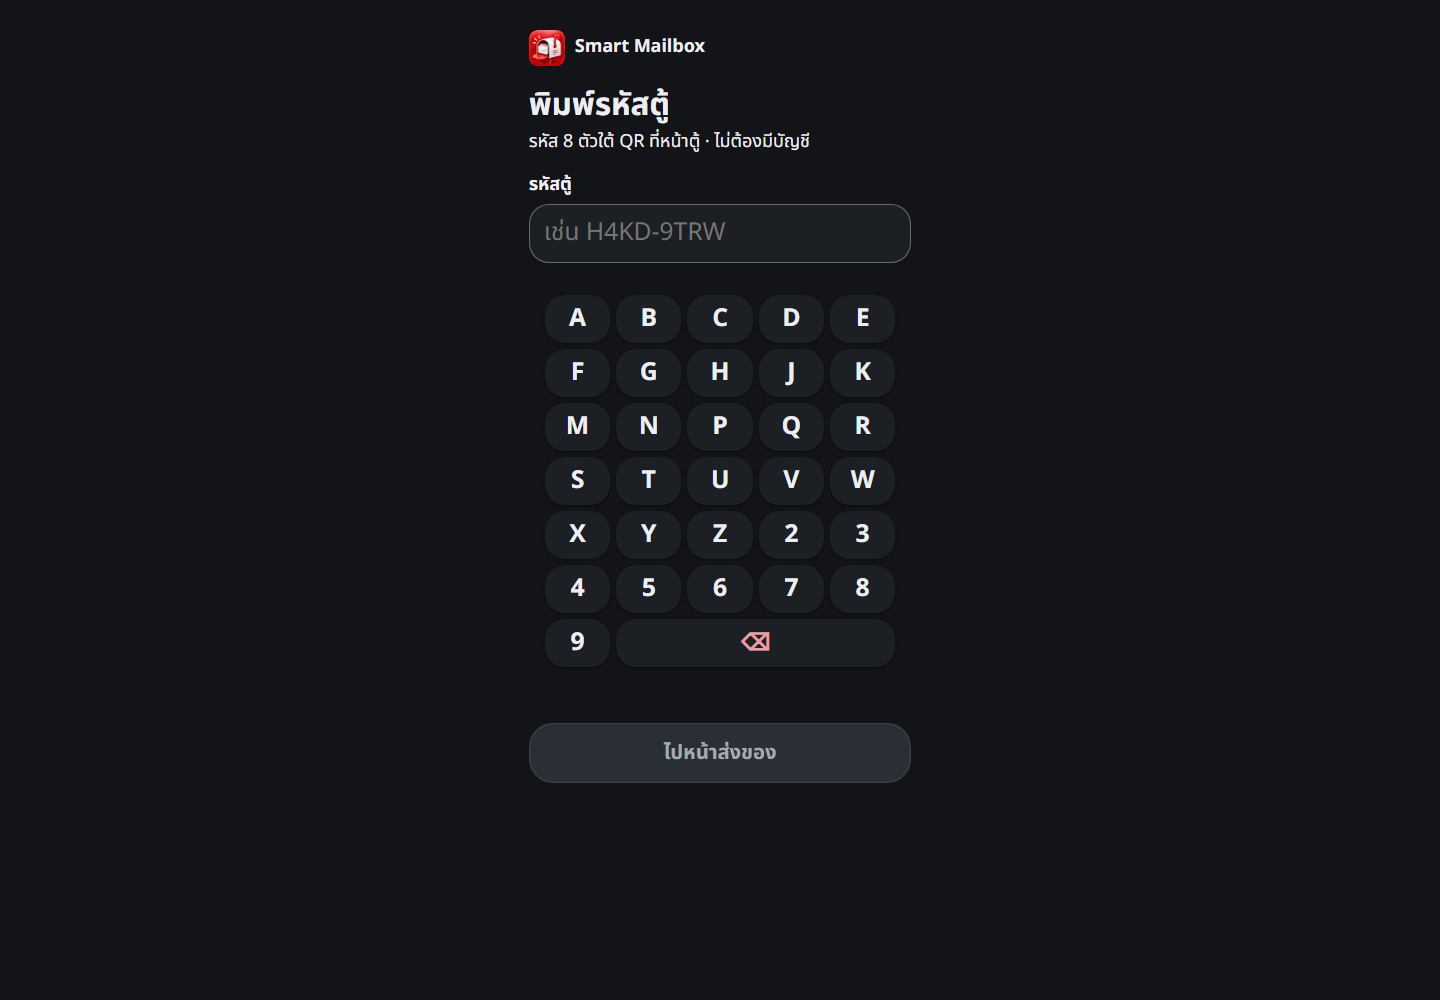 Smart Mailbox
พิมพ์รหัสตู้
รหัส 8 ตัวใต้ QR ที่หน้าตู้ · ไม่ต้องมีบัญชี
รหัสตู้
เช่น H4KD-9TRW
A B C D E
F G H J K
M N P Q R
S T U V W
X Y Z 2 3
4 5 6 7 8
9 ⌫
ไปหน้าส่งของ